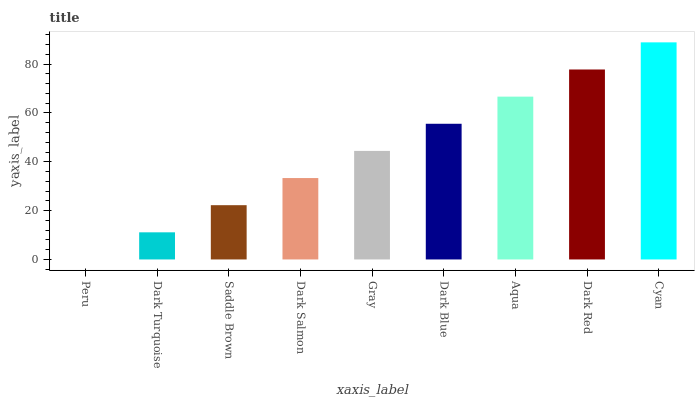 title
yaxis_label
80
60
40
20
0
Peru
Dark Turquoise
Saddle Brown
Dark Salmon
Gray
Dark Blue
Aqua
Dark Red
Cyan
xaxis_label